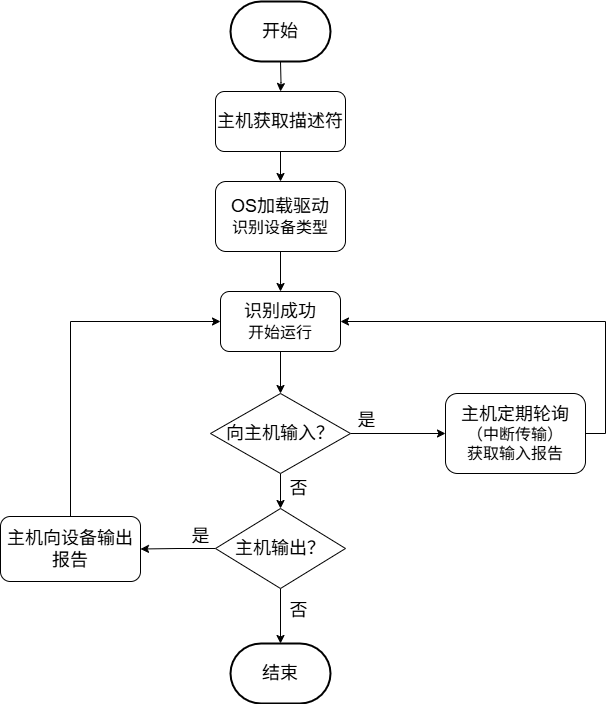 开始
主机获取描述符
OS加载驱动
识别设备类型
识别成功
开始运行
向主机输入？
是
主机定期轮询
（中断传输）
获取输入报告
否
主机向设备输出
报告
是
主机输出？
否
结束